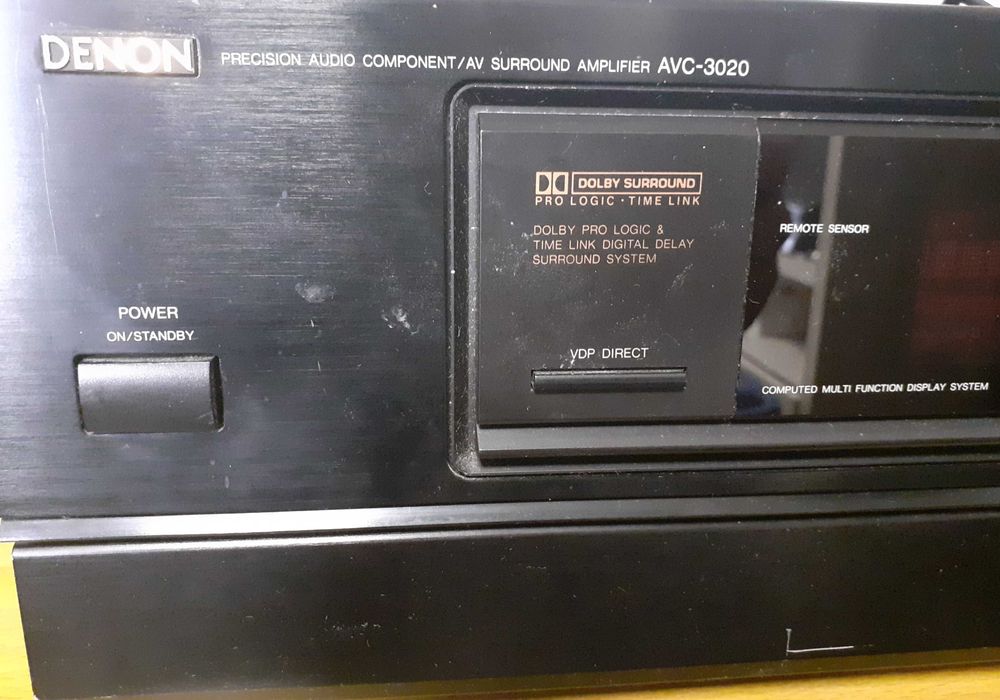 DENON
PRECISION AUDIO COMPONENT/AV SURROUND AMPLIFIER AVC-3020
DOLBY SURROUND
PRO LOGIC · TIME LINK
DOLBY PRO LOGIC &
TIME LINK DIGITAL DELAY
SURROUND SYSTEM
REMOTE SENSOR
POWER
ON/STANDBY
VDP DIRECT
COMPUTED MULTI FUNCTION DISPLAY SYSTEM